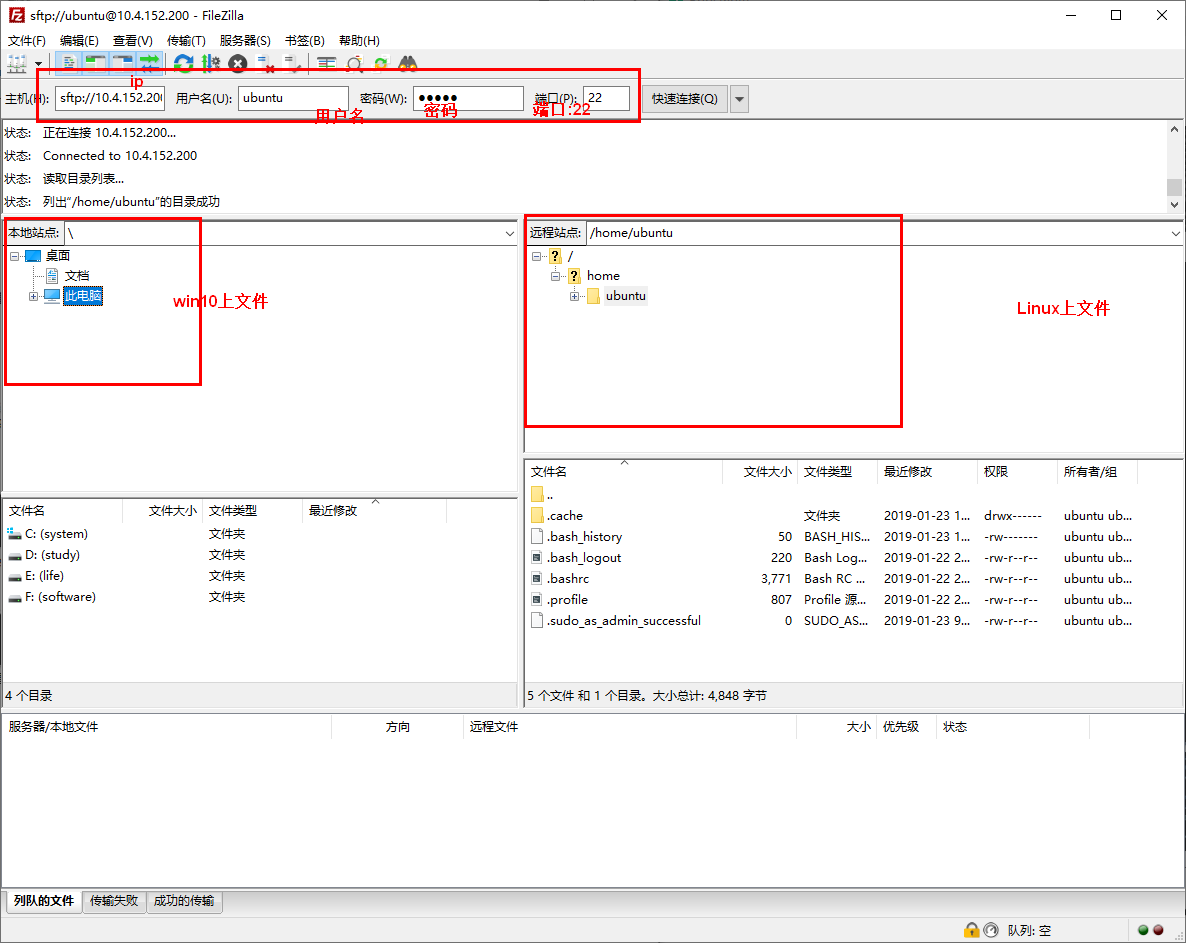 sftp://ubuntu@10.4.152.200 - FileZilla
文件(F) 编辑(E) 查看(V) 传输(T) 服务器(S) 书签(B) 帮助(H)
ip
主机(H): sftp://10.4.152.20 用户名(U): ubuntu 密码(W): ●●●●● 端口(P): 22 快速连接(Q)
用户名 密码 端口:22
状态: 正在连接 10.4.152.200...
状态: Connected to 10.4.152.200
状态: 读取目录列表...
状态: 列出"/home/ubuntu"的目录成功
本地站点: \
桌面
文档
此电脑
win10上文件
远程站点: /home/ubuntu
/
home
ubuntu
Linux上文件
文件名 文件大小 文件类型 最近修改
C: (system) 文件夹
D: (study) 文件夹
E: (life) 文件夹
F: (software) 文件夹
4 个目录
文件名 文件大小 文件类型 最近修改 权限 所有者/组
..
.cache 文件夹 2019-01-23 1... drwx------ ubuntu ub...
.bash_history 50 BASH_HIS... 2019-01-23 1... -rw------- ubuntu ub...
.bash_logout 220 Bash Log... 2019-01-22 2... -rw-r--r-- ubuntu ub...
.bashrc 3,771 Bash RC ... 2019-01-22 2... -rw-r--r-- ubuntu ub...
.profile 807 Profile 源... 2019-01-22 2... -rw-r--r-- ubuntu ub...
.sudo_as_admin_successful 0 SUDO_AS... 2019-01-23 9... -rw-r--r-- ubuntu ub...
5 个文件 和 1 个目录。大小总计: 4,848 字节
服务器/本地文件 方向 远程文件 大小 优先级 状态
列队的文件 传输失败 成功的传输
队列: 空